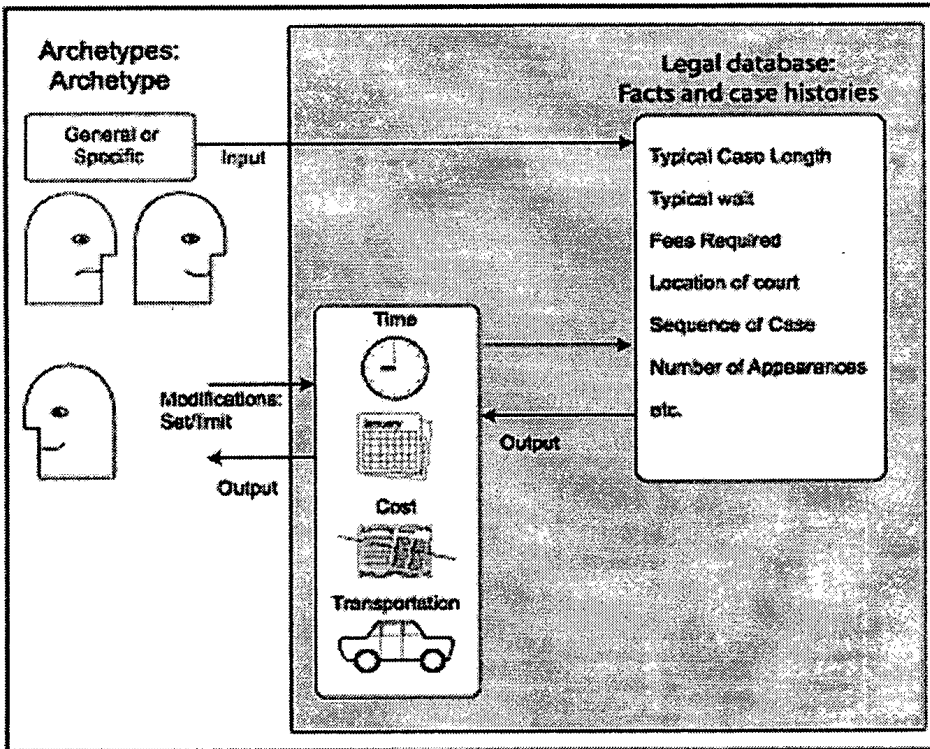 Archetypes:
Archetype
General or
Specific
Input
Legal database:
Facts and case histories
Typical Case Length
Typical wait
Fees Required
Location of court
Sequence of Case
Number of Appearances
etc.
Time
January
Cost
Transportation
Modifications:
Set/limit
Output
Output